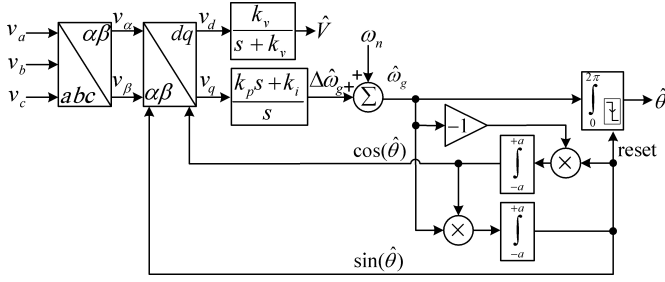 v_a
v_b
v_c
αβ
abc
v_α
v_β
dq
αβ
v_d
v_q
k_v
s + k_v
V̂
k_p s + k_i
s
Δω̂_g
ω_n
+
+
Σ
ω̂_g
−1
2π
∫
0
θ̂
reset
cos(θ̂)
+a
∫
−a
×
×
+a
∫
−a
sin(θ̂)